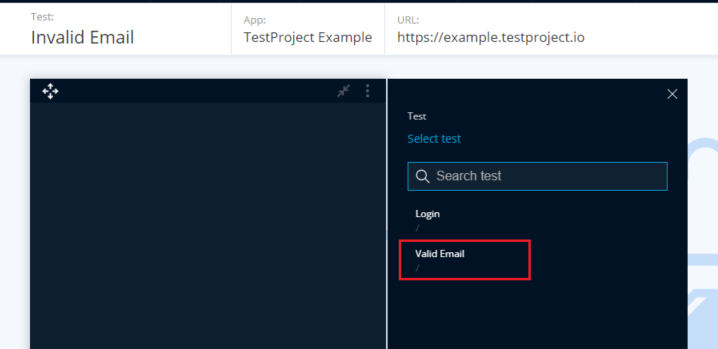 Test:
Invalid Email
App:
TestProject Example
URL:
https://example.testproject.io
Test
Select test
Search test
Login
/
Valid Email
/